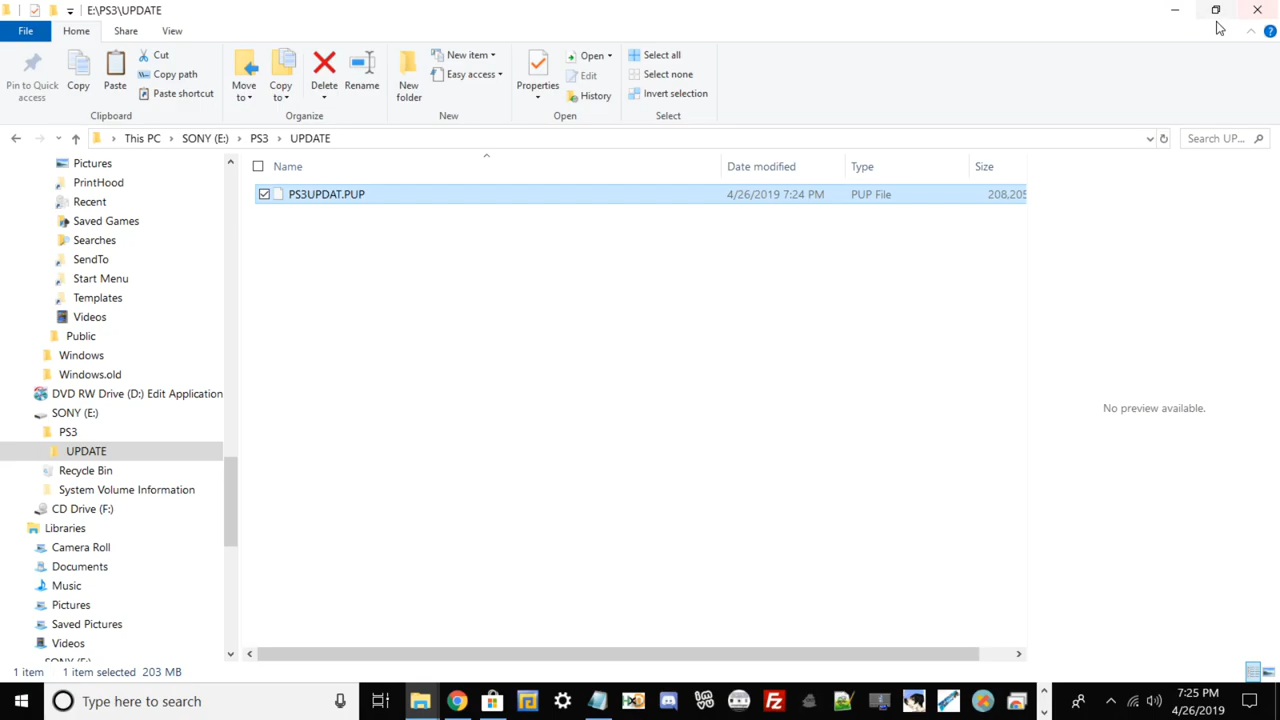 E:\PS3\UPDATE
File Home Share View
Pin to Quick access
Copy
Paste
Cut
Copy path
Paste shortcut
Move to
Copy to
Delete
Rename
New folder
New item
Easy access
Properties
Open
Edit
History
Select all
Select none
Invert selection
Clipboard Organize New Open Select
This PC SONY (E:) PS3 UPDATE Search UP...
Name Date modified Type Size
PS3UPDAT.PUP 4/26/2019 7:24 PM PUP File 208,205
Pictures
PrintHood
Recent
Saved Games
Searches
SendTo
Start Menu
Templates
Videos
Public
Windows
Windows.old
DVD RW Drive (D:) Edit Application
SONY (E:)
PS3
UPDATE
Recycle Bin
System Volume Information
CD Drive (F:)
Libraries
Camera Roll
Documents
Music
Pictures
Saved Pictures
Videos
No preview available.
1 item 1 item selected 203 MB
Type here to search
7:25 PM
4/26/2019